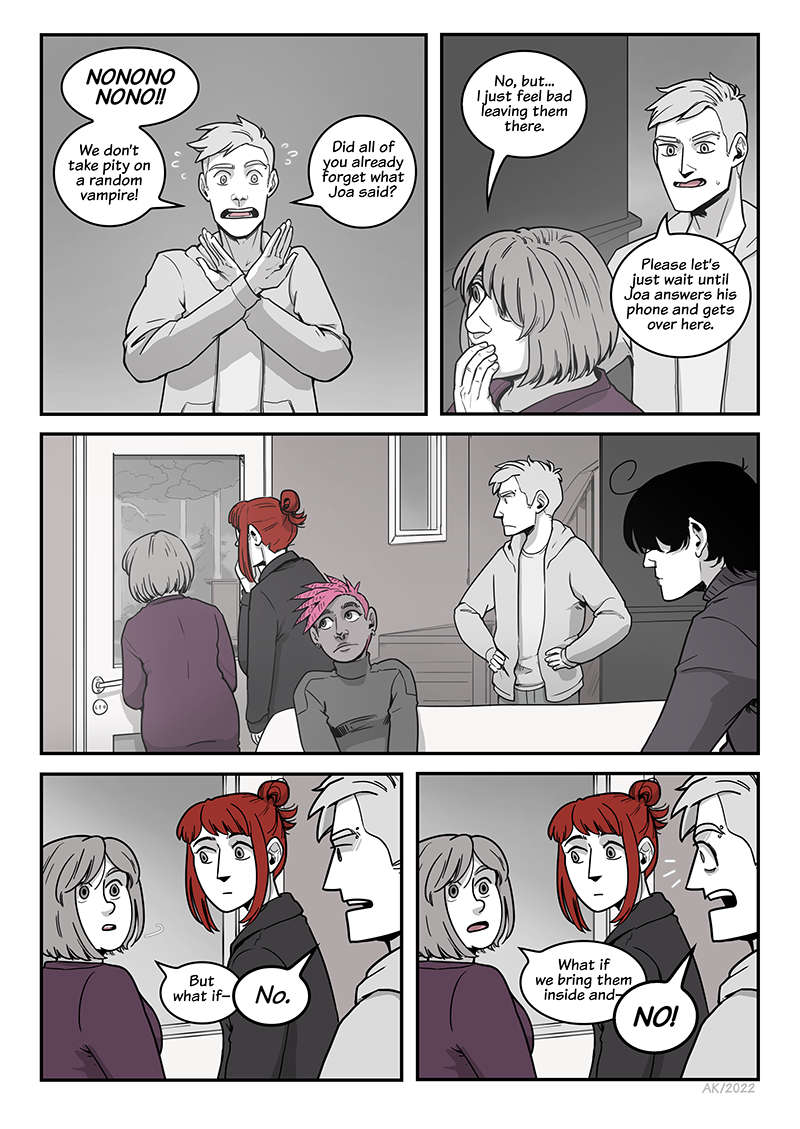 NONONO
NONO!!
We don't
take pity on
a random
vampire!
Did all of
you already
forget what
Joa said?
No, but...
I just feel bad
leaving them
there.
Please let's
just wait until
Joa answers his
phone and gets
over here.
But
what if–
No.
What if
we bring them
inside and–
NO!
AK/2022